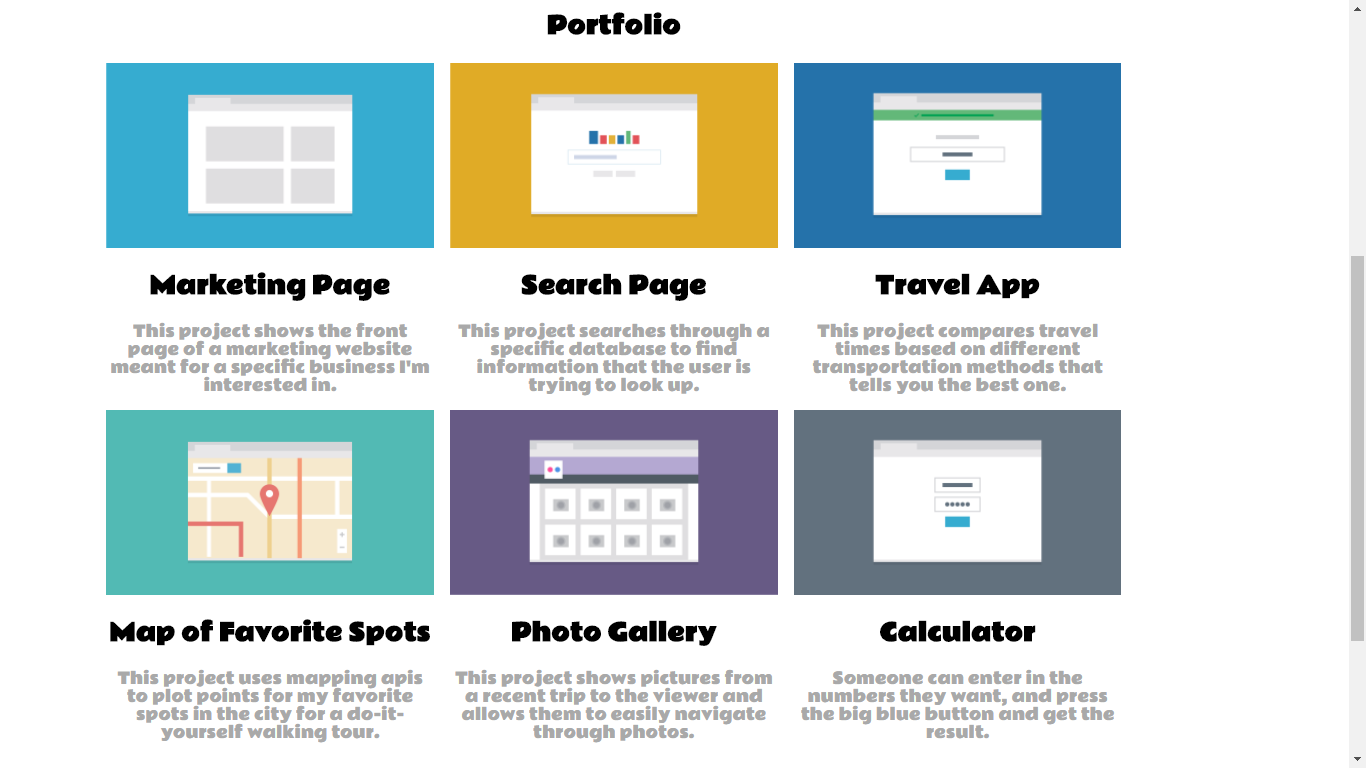 Portfolio
Marketing Page
This project shows the front
page of a marketing website
meant for a specific business I'm
interested in.
Search Page
This project searches through a
specific database to find
information that the user is
trying to look up.
Travel App
This project compares travel
times based on different
transportation methods that
tells you the best one.
Map of Favorite Spots
This project uses mapping apis
to plot points for my favorite
spots in the city for a do-it-
yourself walking tour.
Photo Gallery
This project shows pictures from
a recent trip to the viewer and
allows them to easily navigate
through photos.
Calculator
Someone can enter in the
numbers they want, and press
the big blue button and get the
result.